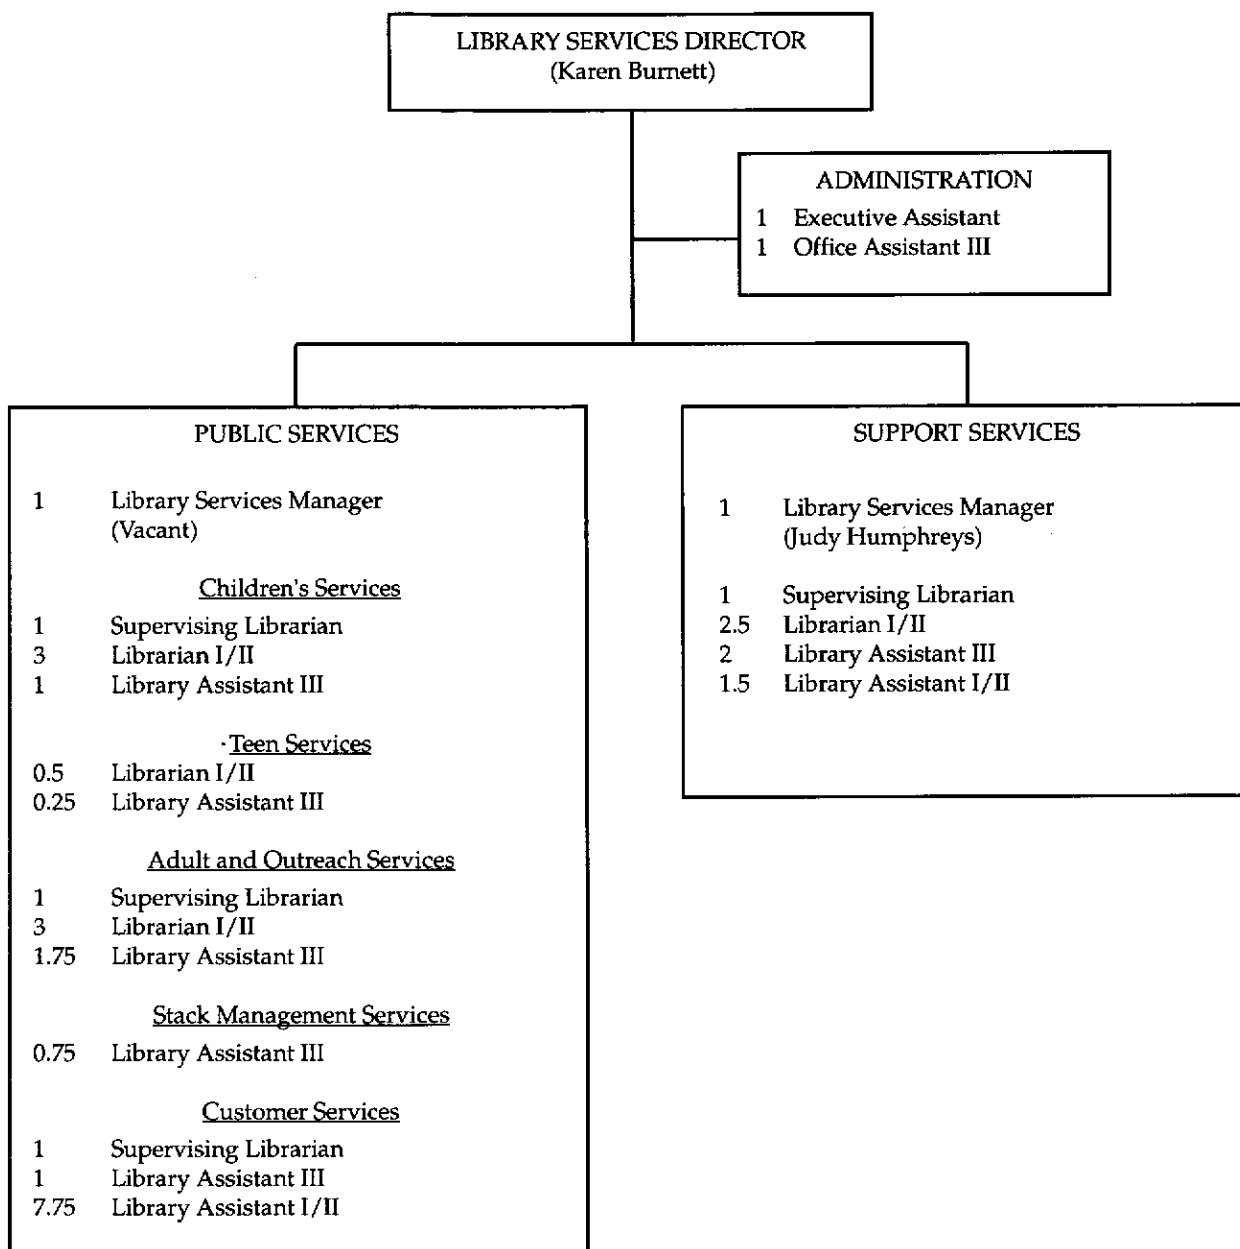 LIBRARY SERVICES DIRECTOR
(Karen Burnett)
ADMINISTRATION
1 Executive Assistant
1 Office Assistant III
PUBLIC SERVICES
1 Library Services Manager
(Vacant)
Children's Services
1 Supervising Librarian
3 Librarian I/II
1 Library Assistant III
Teen Services
0.5 Librarian I/II
0.25 Library Assistant III
Adult and Outreach Services
1 Supervising Librarian
3 Librarian I/II
1.75 Library Assistant III
Stack Management Services
0.75 Library Assistant III
Customer Services
1 Supervising Librarian
1 Library Assistant III
7.75 Library Assistant I/II
SUPPORT SERVICES
1 Library Services Manager
(Judy Humphreys)
1 Supervising Librarian
2.5 Librarian I/II
2 Library Assistant III
1.5 Library Assistant I/II